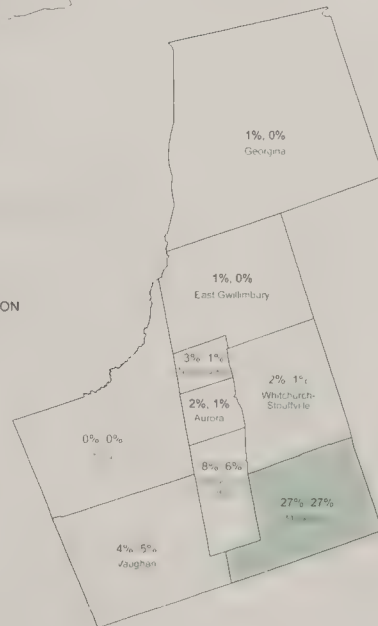 1%, 0%
Georgina
1%, 0%
East Gwillimbury
ON
3% 1%
2% 1%
Whitchurch-
Stouffville
2%, 1%
Aurora
0% 0%
8% 6%
27% 27%
4% 5%
Vaughan